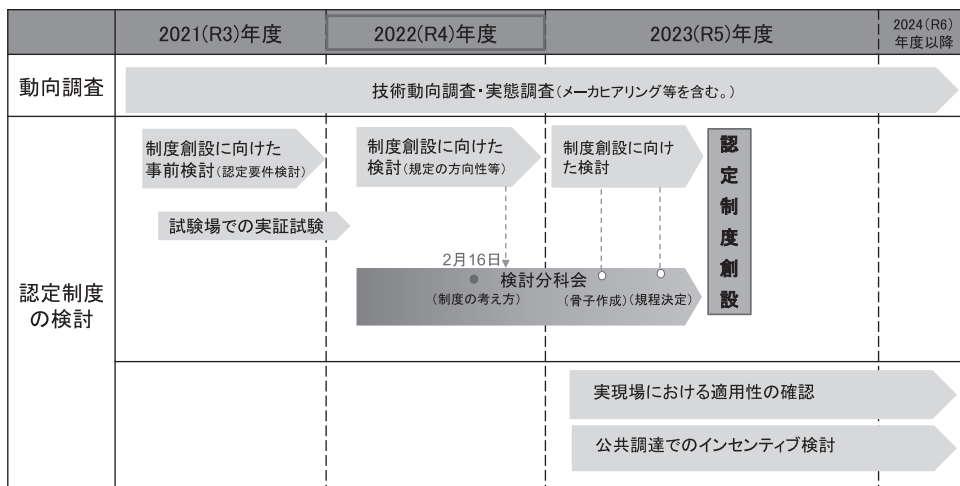 2021(R3)年度
2022(R4)年度
2023(R5)年度
2024(R6)
年度以降
動向調査
技術動向調査・実態調査(メーカヒアリング等を含む。)
認定制度
の検討
制度創設に向けた
事前検討(認定要件検討)
制度創設に向けた
検討(規定の方向性等)
制度創設に向け
た検討
認定制度創設
試験場での実証試験
2月16日
検討分科会
(制度の考え方)
(骨子作成)(規程決定)
実現場における適用性の確認
公共調達でのインセンティブ検討